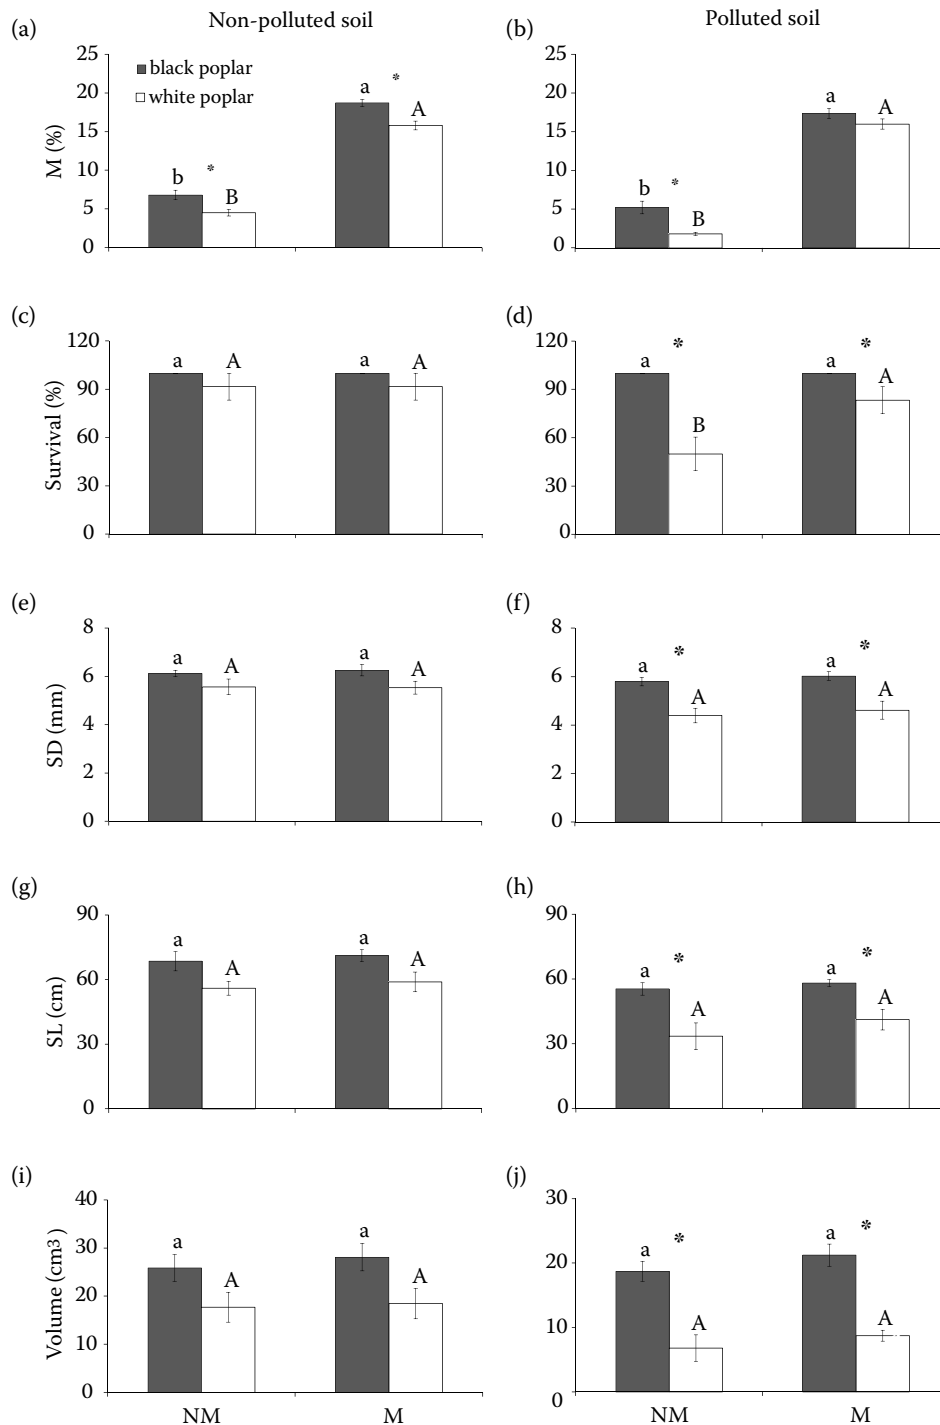 Non-polluted soil
Polluted soil
(a)
(b)
M (%)
25
20
15
10
5
0
black poplar
white poplar
b
*
B
a
*
A
25
20
15
10
5
0
b
*
B
a
A
(c)
(d)
Survival (%)
120
90
60
30
0
a
A
a
A
120
90
60
30
0
a
*
B
a
*
A
(e)
(f)
SD (mm)
8
6
4
2
0
a
A
a
A
8
6
4
2
0
a
*
A
a
*
A
(g)
(h)
SL (cm)
90
60
30
0
a
A
a
A
90
60
30
0
a
*
A
a
*
A
(i)
(j)
Volume (cm3)
40
30
20
10
0
a
A
a
A
30
20
10
0
a
*
A
a
*
A
NM
M
NM
M